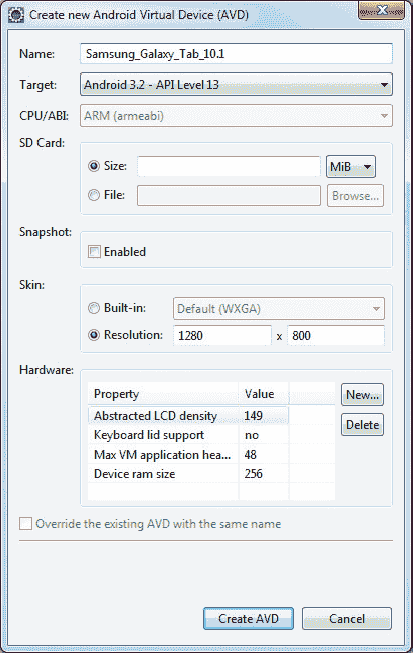 Create new Android Virtual Device (AVD)
Name: Samsung_Galaxy_Tab_10.1
Target: Android 3.2 - API Level 13
CPU/ABI: ARM (armeabi)
SD Card:
Size: MiB
File: Browse...
Snapshot:
Enabled
Skin:
Built-in: Default (WXGA)
Resolution: 1280 x 800
Hardware:
Property Value New...
Abstracted LCD density 149
Keyboard lid support no Delete
Max VM application hea... 48
Device ram size 256
Override the existing AVD with the same name
Create AVD Cancel